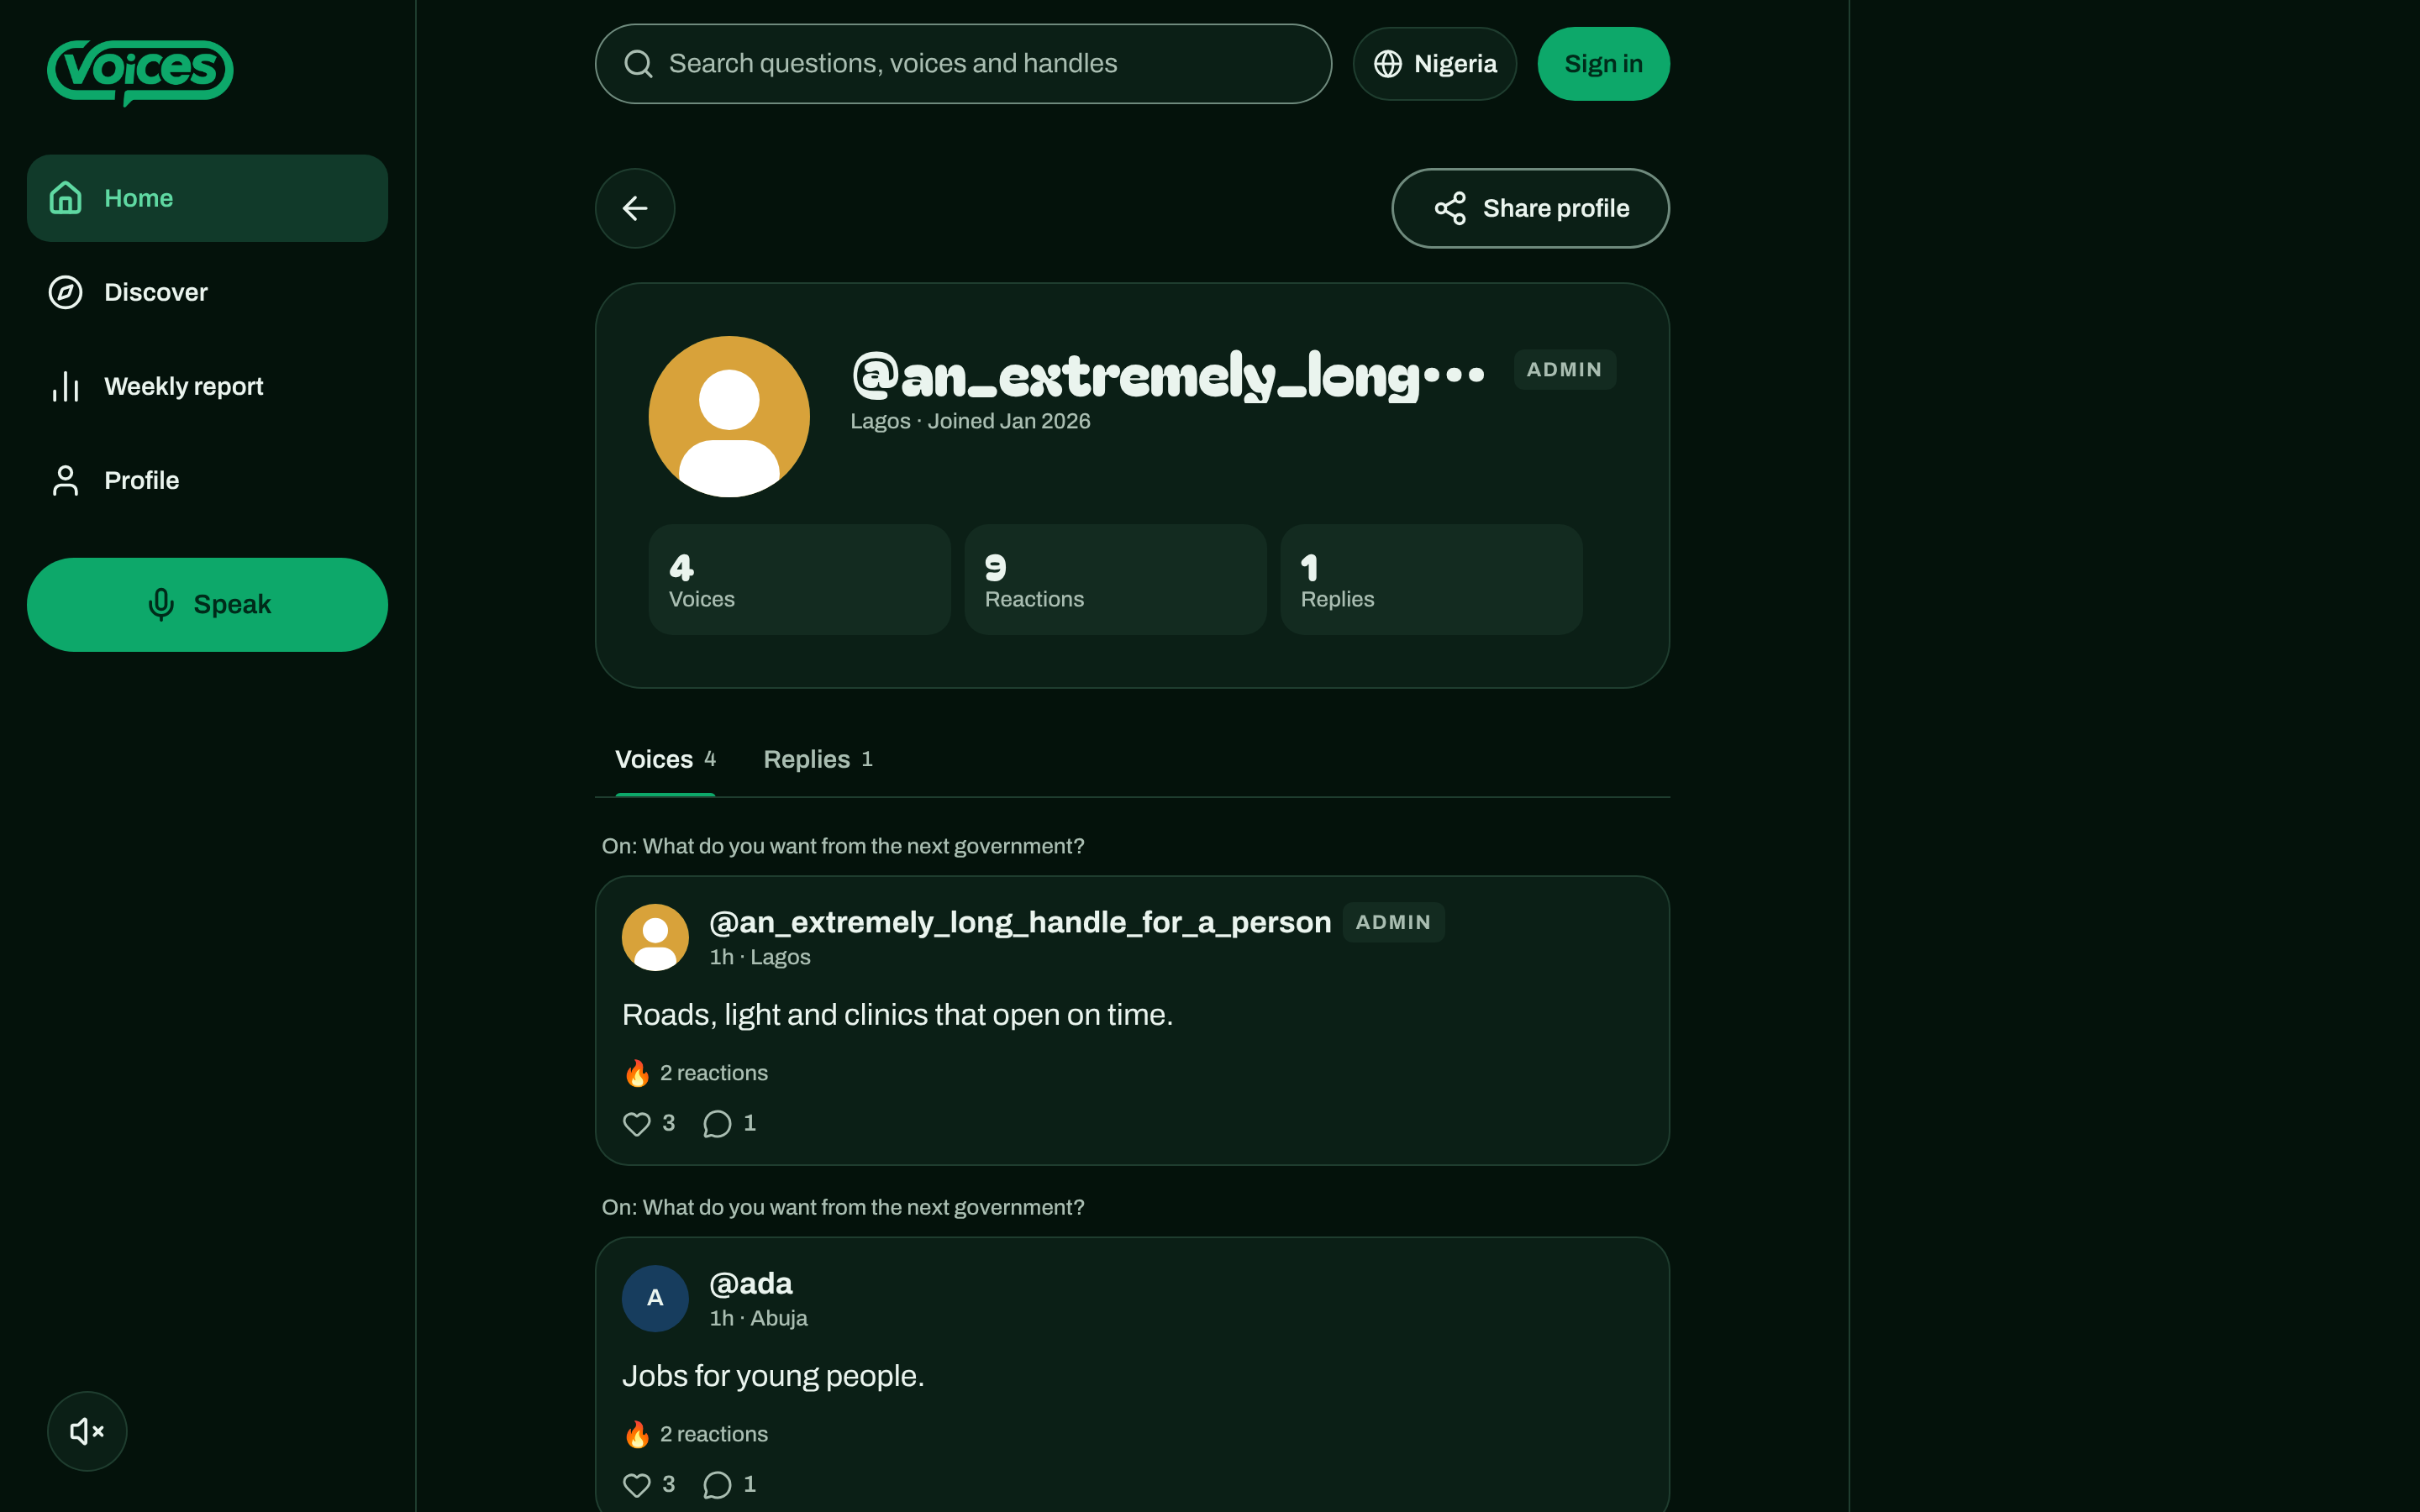 voices
Search questions, voices and handles
Nigeria
Sign in
Home
Discover
Weekly report
Profile
Speak
Share profile
@an_extremely_long...
ADMIN
Lagos · Joined Jan 2026
4
Voices
9
Reactions
1
Replies
Voices 4
Replies 1
On: What do you want from the next government?
@an_extremely_long_handle_for_a_person ADMIN
1h · Lagos
Roads, light and clinics that open on time.
🔥 2 reactions
3 1
On: What do you want from the next government?
A
@ada
1h · Abuja
Jobs for young people.
🔥 2 reactions
3 1